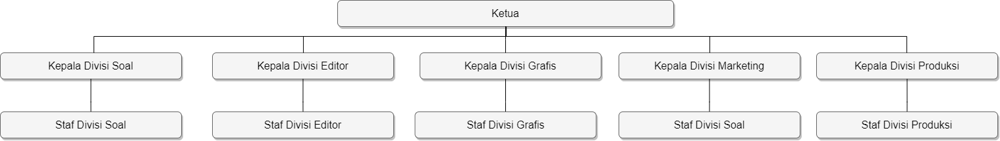 Ketua
Kepala Divisi Soal
Kepala Divisi Editor
Kepala Divisi Grafis
Kepala Divisi Marketing
Kepala Divisi Produksi
Staf Divisi Soal
Staf Divisi Editor
Staf Divisi Grafis
Staf Divisi Soal
Staf Divisi Produksi